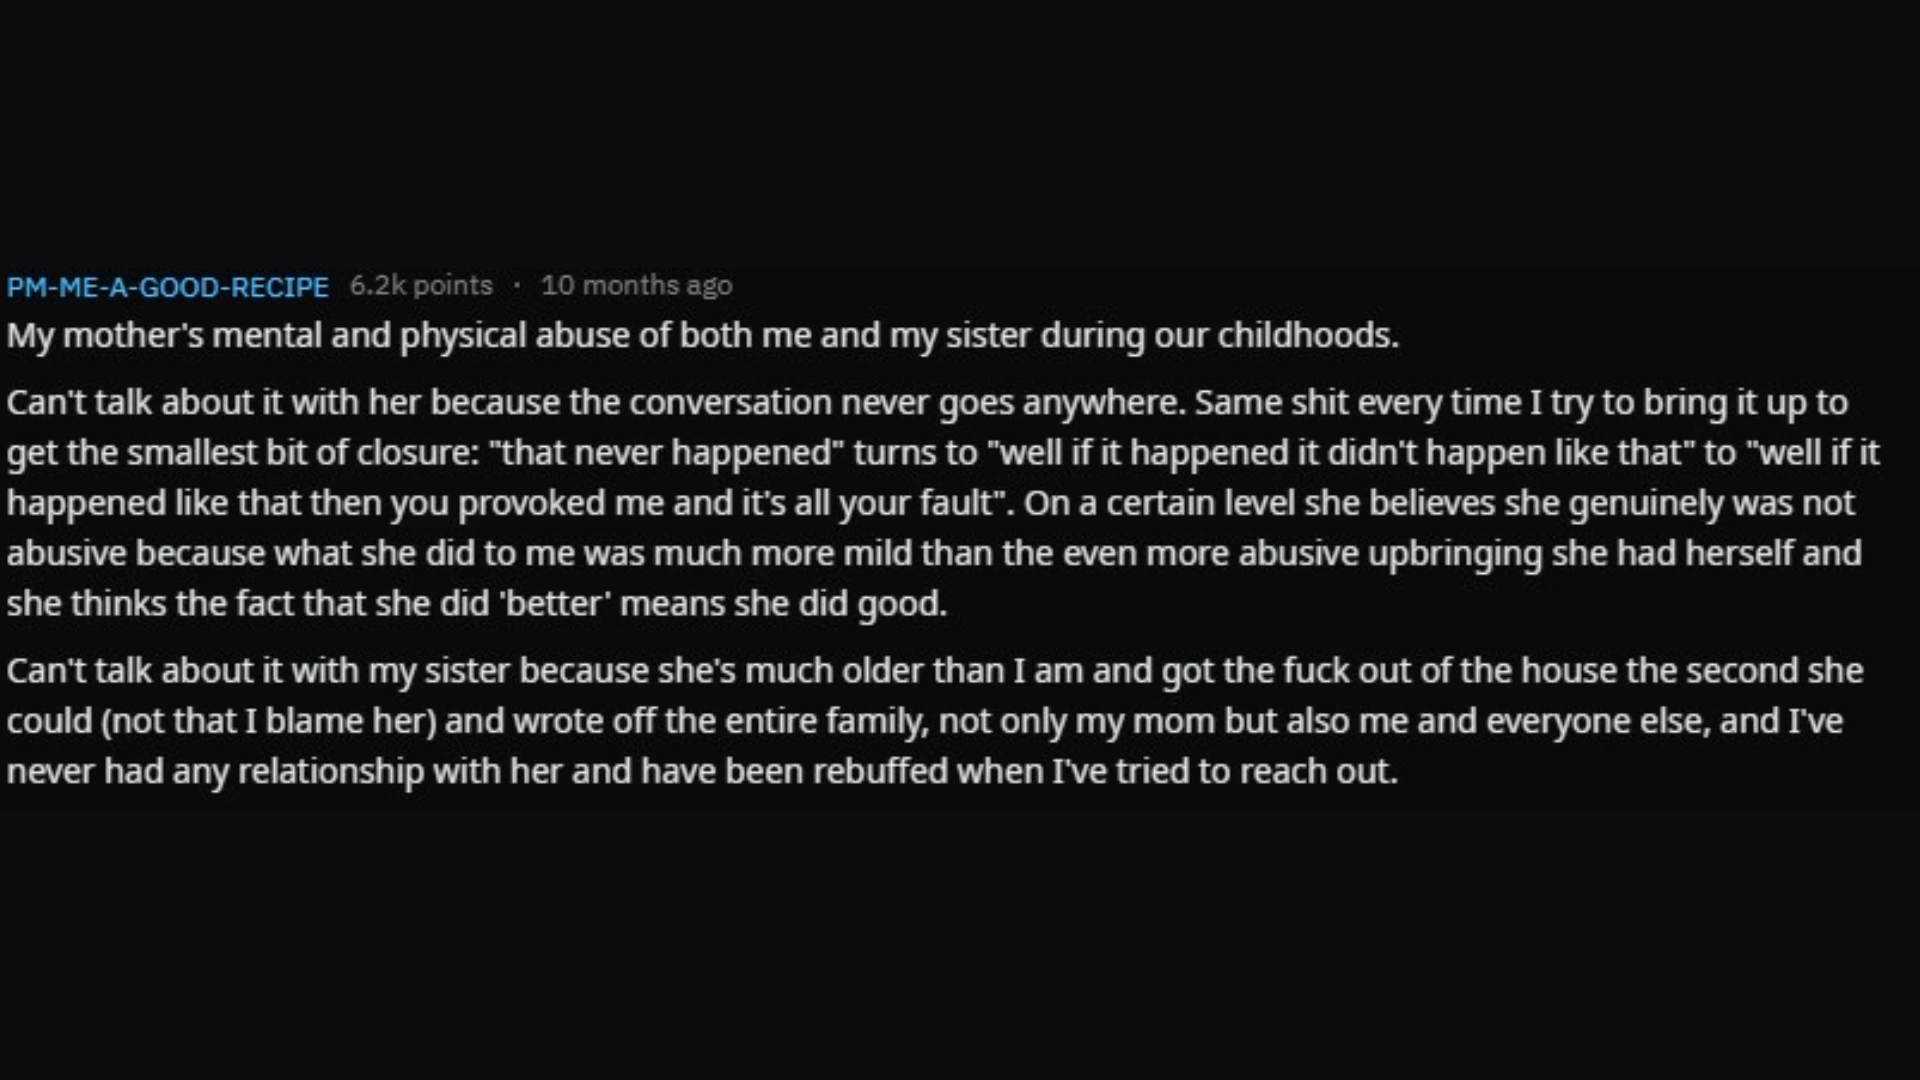 PM-ME-A-GOOD-RECIPE 6.2k points · 10 months ago
My mother's mental and physical abuse of both me and my sister during our childhoods.
Can't talk about it with her because the conversation never goes anywhere. Same shit every time I try to bring it up to
get the smallest bit of closure: "that never happened" turns to "well if it happened it didn't happen like that" to "well if it
happened like that then you provoked me and it's all your fault". On a certain level she believes she genuinely was not
abusive because what she did to me was much more mild than the even more abusive upbringing she had herself and
she thinks the fact that she did 'better' means she did good.
Can't talk about it with my sister because she's much older than I am and got the fuck out of the house the second she
could (not that I blame her) and wrote off the entire family, not only my mom but also me and everyone else, and I've
never had any relationship with her and have been rebuffed when I've tried to reach out.